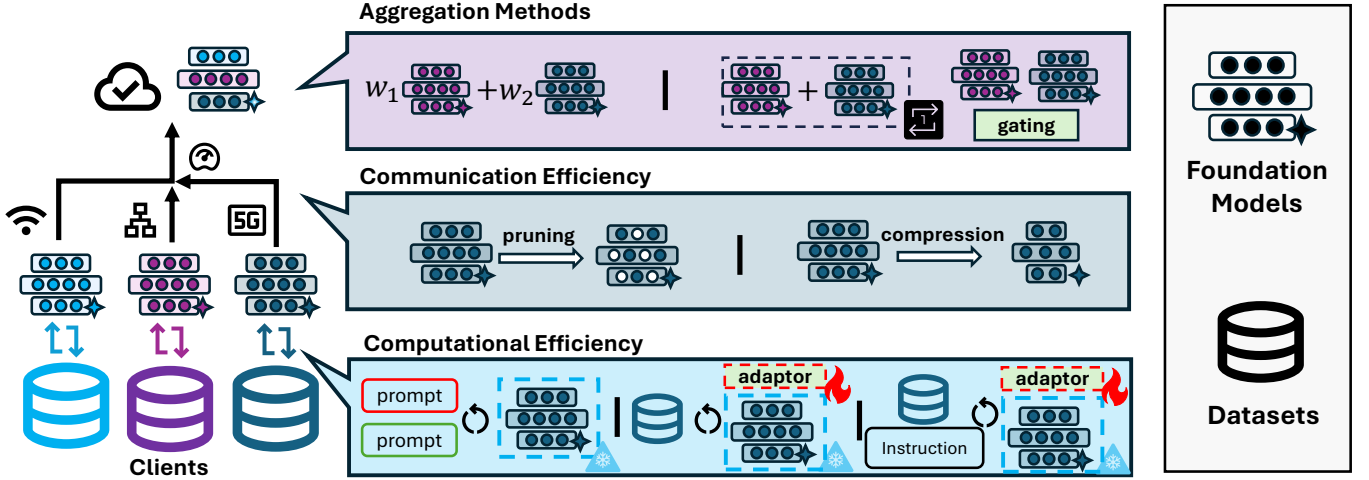 Aggregation Methods
w₁ + w₂
+
1
gating
Communication Efficiency
5G
pruning
compression
Computational Efficiency
prompt
prompt
adaptor
Instruction
adaptor
Clients
Foundation
Models
Datasets